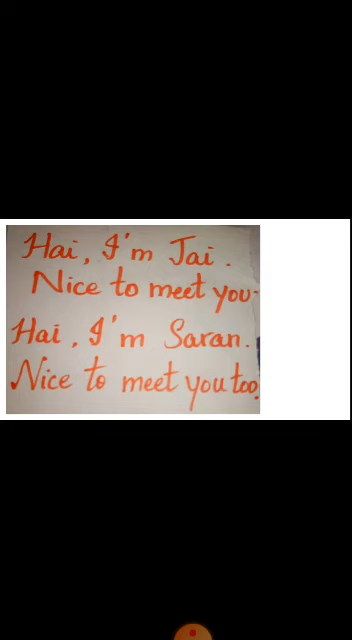 Hai, I'm Jai.
Nice to meet you.
Hai, I'm Saran.
Nice to meet you too.